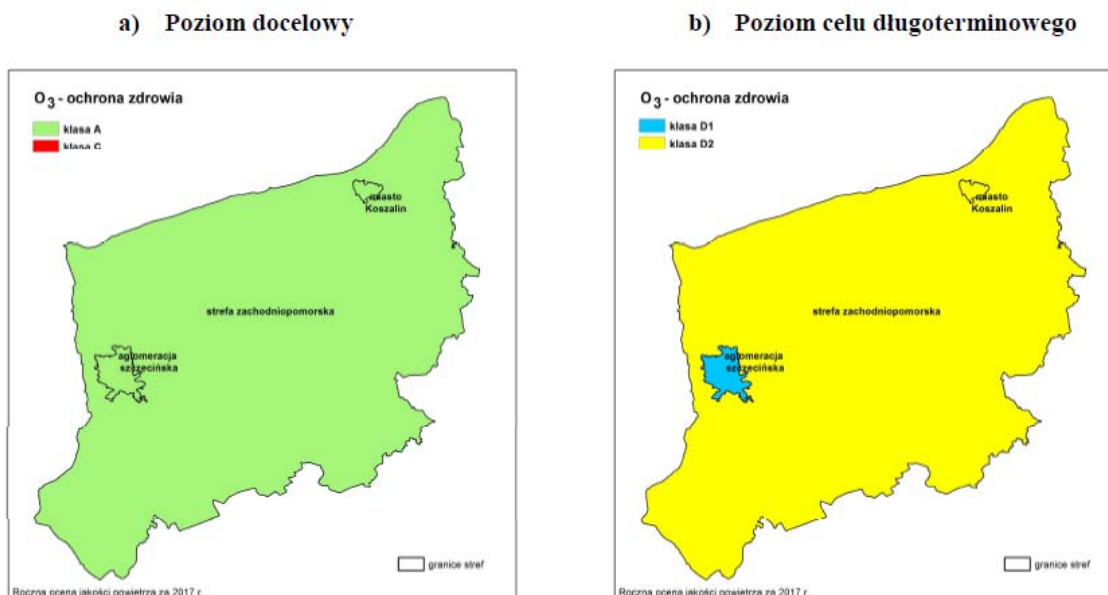 a) Poziom docelowy
O3 - ochrona zdrowia
klasa A
klasa C
miasto
Koszalin
strefa zachodniopomorska
aglomeracja
szczecińska
granice stref
Roczna ocena jakości powietrza za 2017 r.
b) Poziom celu długoterminowego
O3 - ochrona zdrowia
klasa D1
klasa D2
miasto
Koszalin
strefa zachodniopomorska
aglomeracja
szczecińska
granice stref
Roczna ocena jakości powietrza za 2017 r.